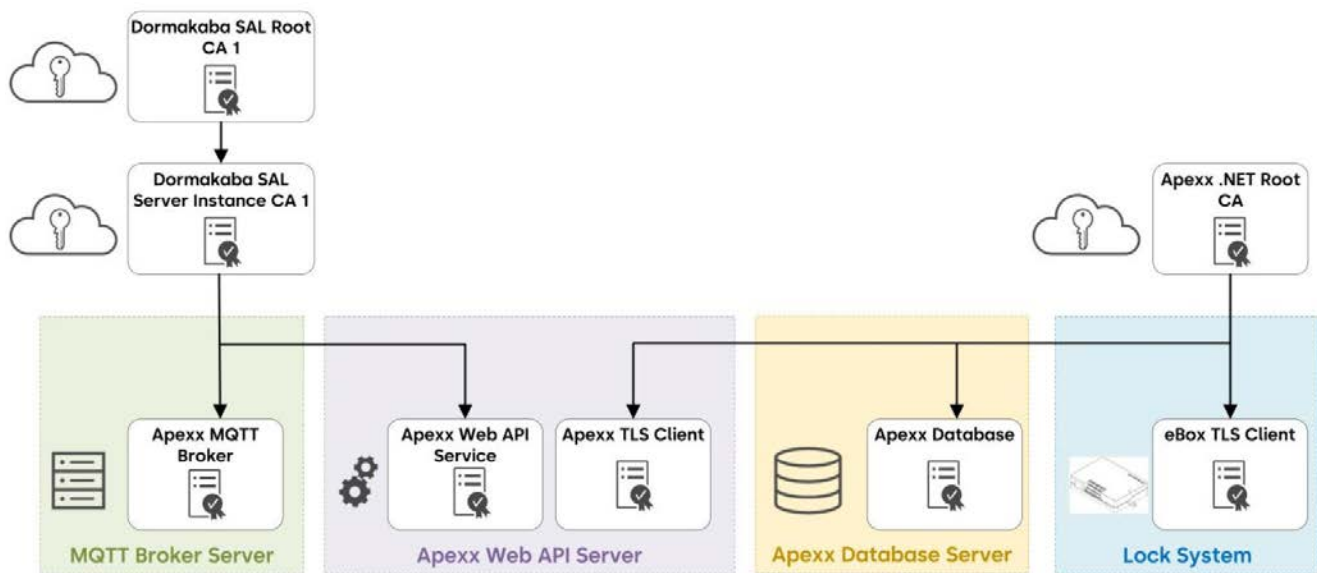 Dormakaba SAL Root
CA 1
Dormakaba SAL
Server Instance CA 1
Apexx .NET Root
CA
Apexx MQTT
Broker
Apexx Web API
Service
Apexx TLS Client
Apexx Database
eBox TLS Client
MQTT Broker Server
Apexx Web API Server
Apexx Database Server
Lock System